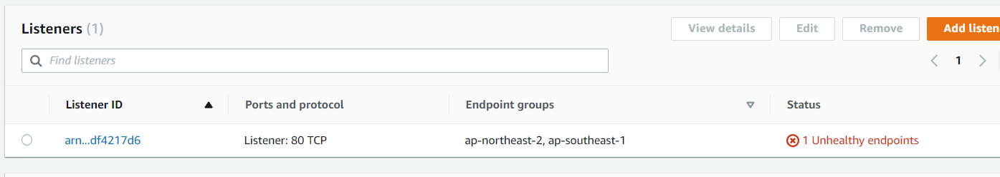 Listeners (1)
View details
Edit
Remove
Add listen
Find listeners
1
Listener ID
Ports and protocol
Endpoint groups
Status
arn...df4217d6
Listener: 80 TCP
ap-northeast-2, ap-southeast-1
1 Unhealthy endpoints